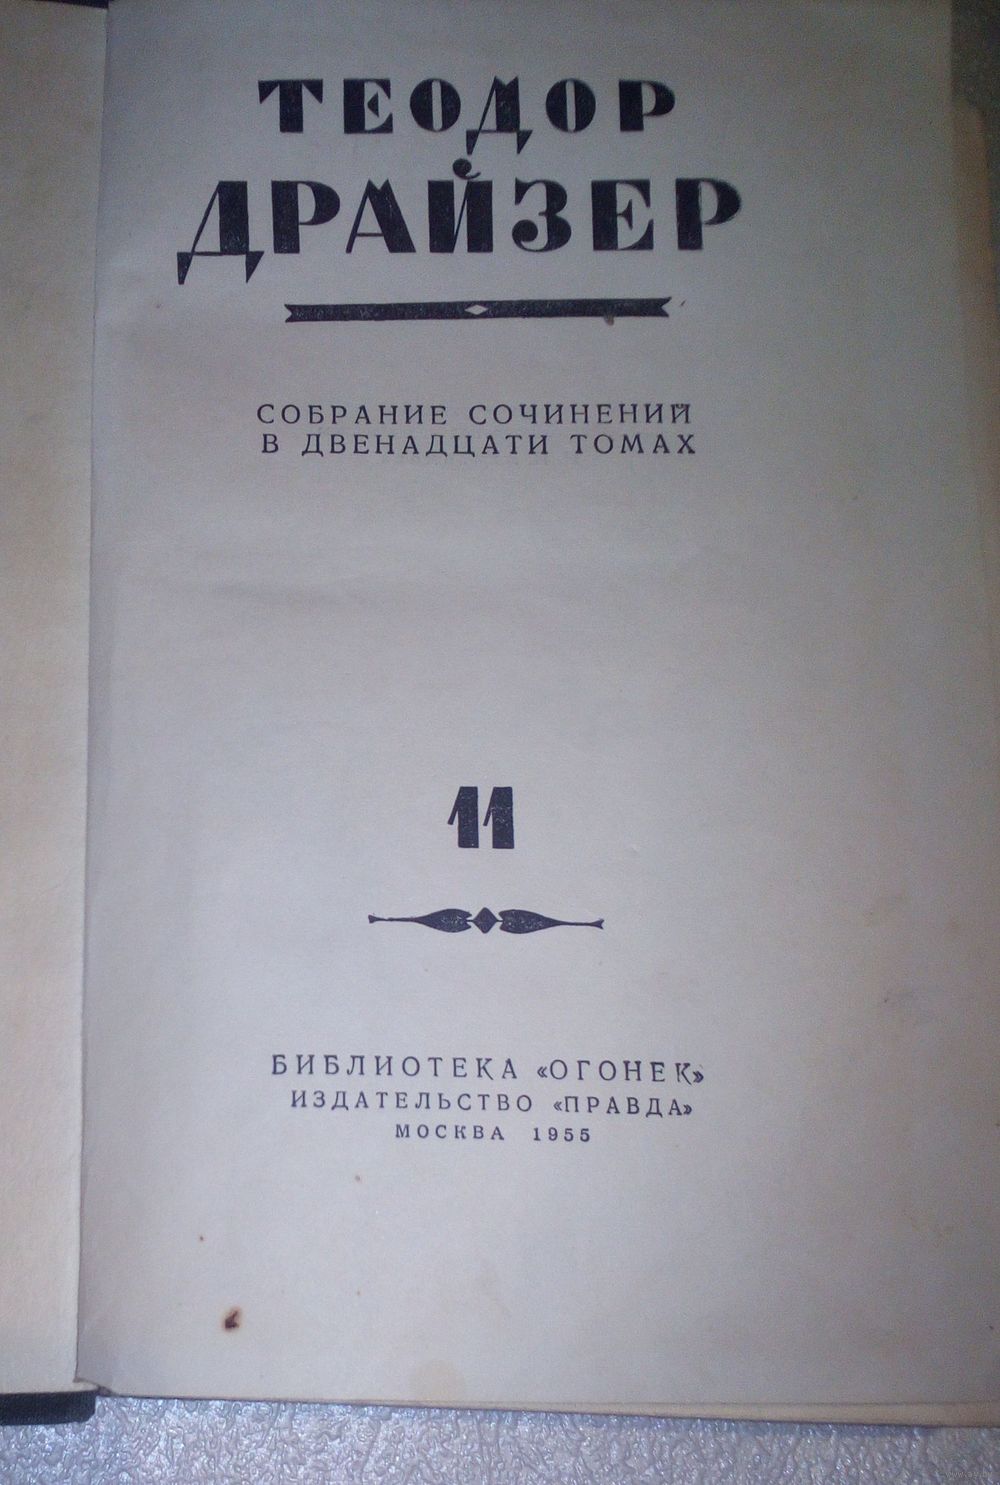 ТЕОДОР
ДРАЙЗЕР
СОБРАНИЕ СОЧИНЕНИЙ
В ДВЕНАДЦАТИ ТОМАХ
11
БИБЛИОТЕКА «ОГОНЕК»
ИЗДАТЕЛЬСТВО «ПРАВДА»
МОСКВА 1955